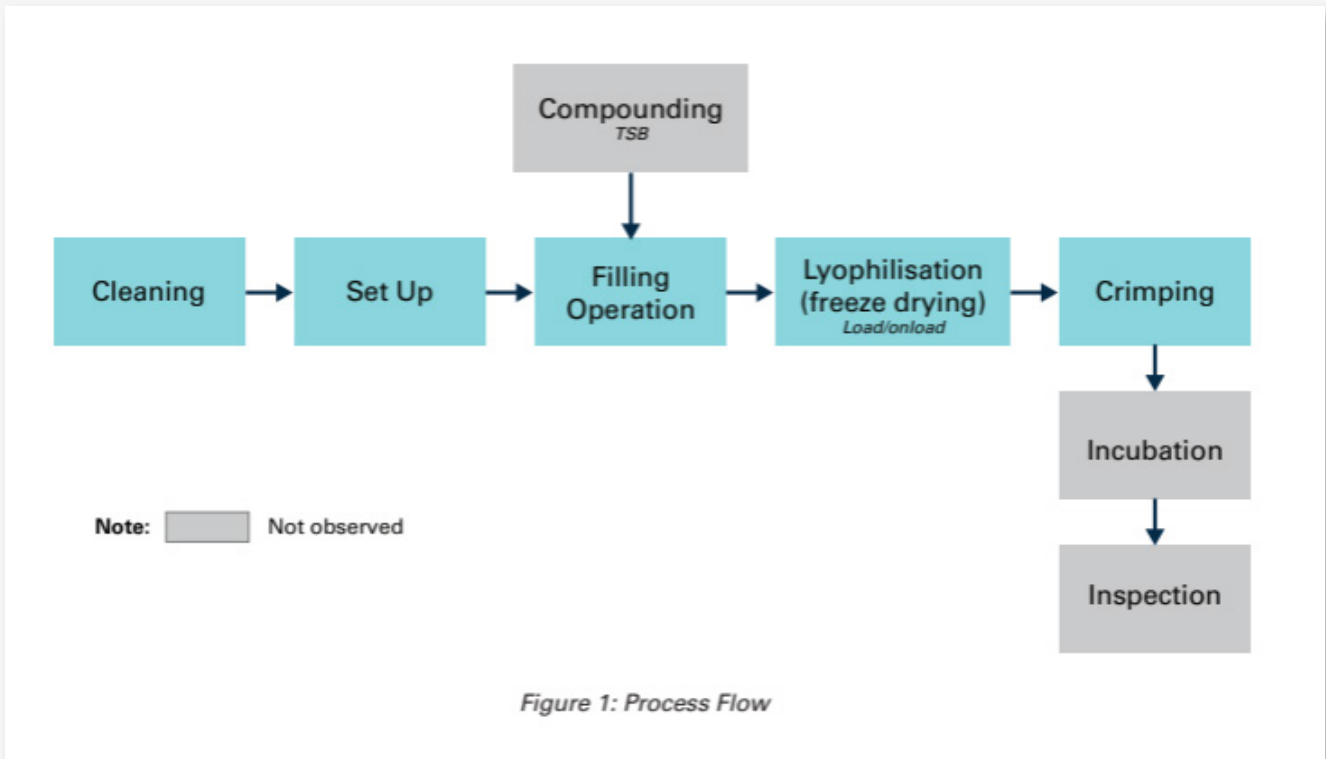 Compounding
TSB
Cleaning
Set Up
Filling
Operation
Lyophilisation
(freeze drying)
Load/onload
Crimping
Incubation
Note: Not observed
Inspection
Figure 1: Process Flow